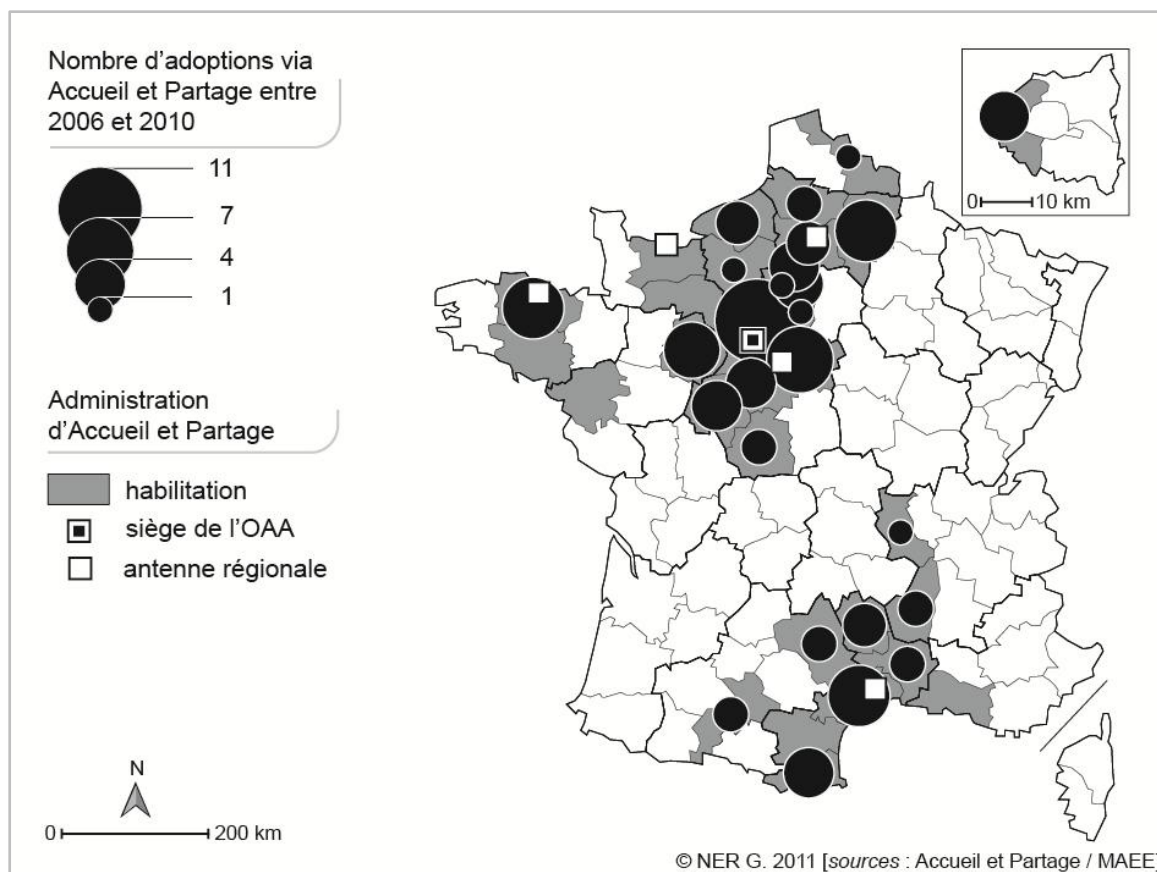 Nombre d'adoptions via
Accueil et Partage entre
2006 et 2010
11
7
4
1
Administration
d'Accueil et Partage
habilitation
siège de l'OAA
antenne régionale
N
0 200 km
0 10 km
© NER G. 2011 [sources : Accueil et Partage / MAEE]